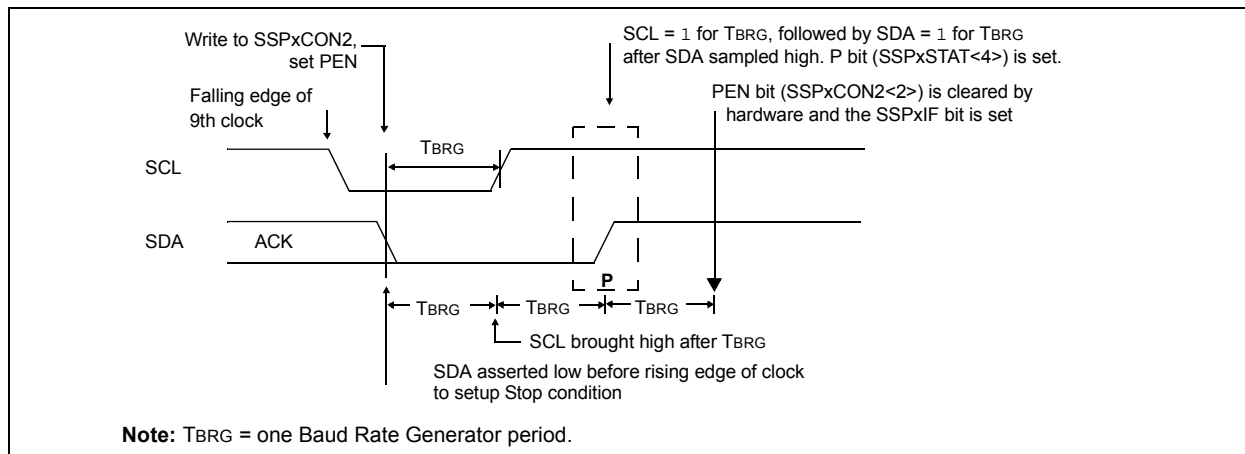 Write to SSPxCON2,
set PEN
SCL = 1 for TBRG, followed by SDA = 1 for TBRG
after SDA sampled high. P bit (SSPxSTAT<4>) is set.
Falling edge of
9th clock
PEN bit (SSPxCON2<2>) is cleared by
hardware and the SSPxIF bit is set
TBRG
SCL
SDA
ACK
P
TBRG
TBRG
TBRG
SCL brought high after TBRG
SDA asserted low before rising edge of clock
to setup Stop condition
Note: TBRG = one Baud Rate Generator period.